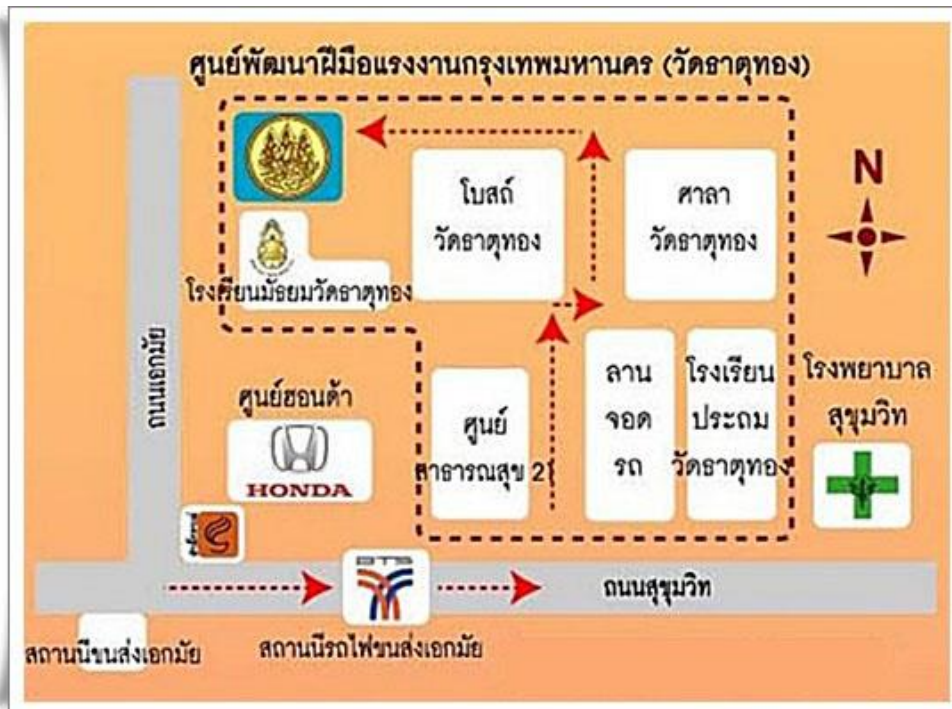 ศูนย์พัฒนาฝีมือแรงงานกรุงเทพมหานคร (วัดธาตุทอง)
โบสถ์
วัดธาตุทอง
ศาลา
วัดธาตุทอง
N
โรงเรียนมัธยมวัดธาตุทอง
ถนนเอกมัย
ศูนย์ฮอนด้า
HONDA
ศูนย์
สาธารณสุข 21
ลาน
จอด
รถ
โรงเรียน
ประถม
วัดธาตุทอง
โรงพยาบาล
สุขุมวิท
BTS
ถนนสุขุมวิท
สถานนีขนส่งเอกมัย
สถานนีรถไฟขนส่งเอกมัย